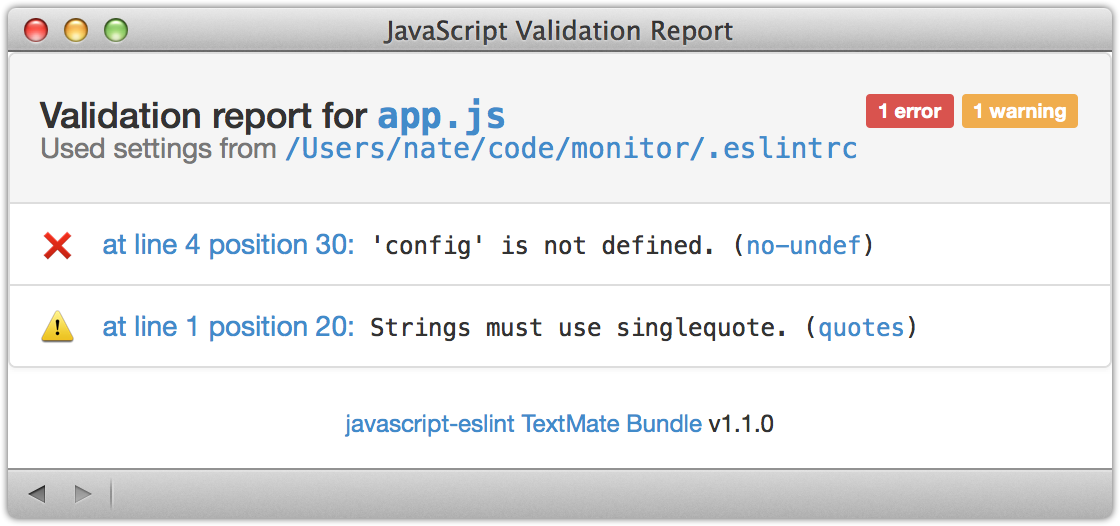 JavaScript Validation Report
Validation report for app.js
1 error
1 warning
Used settings from /Users/nate/code/monitor/.eslintrc
at line 4 position 30: 'config' is not defined. (no-undef)
at line 1 position 20: Strings must use singlequote. (quotes)
javascript-eslint TextMate Bundle v1.1.0